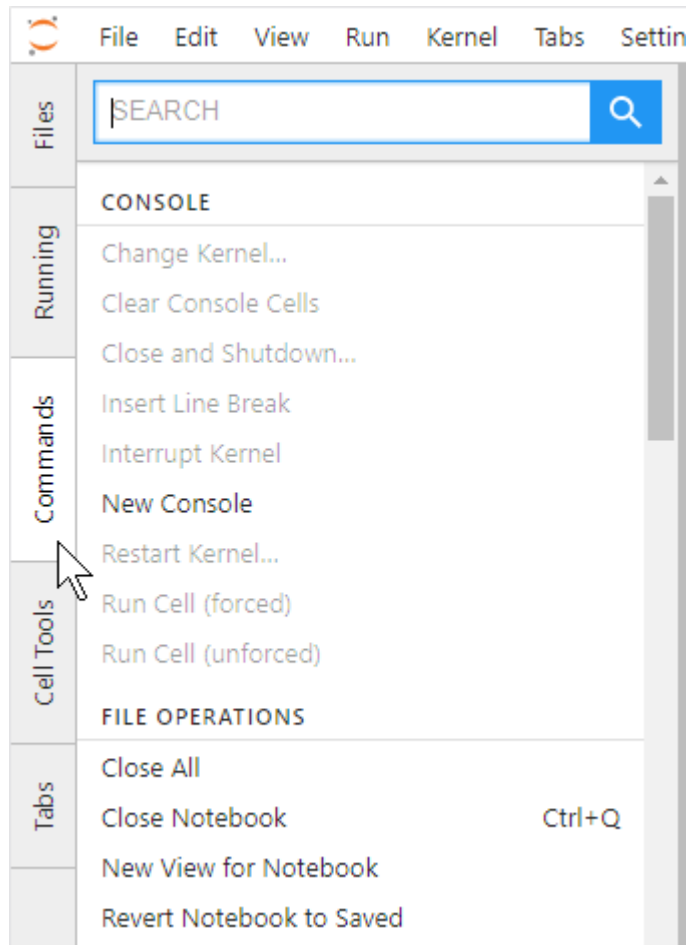 File Edit View Run Kernel Tabs Settin
Files
Running
Commands
Cell Tools
Tabs
SEARCH
CONSOLE
Change Kernel...
Clear Console Cells
Close and Shutdown...
Insert Line Break
Interrupt Kernel
New Console
Restart Kernel...
Run Cell (forced)
Run Cell (unforced)
FILE OPERATIONS
Close All
Close Notebook Ctrl+Q
New View for Notebook
Revert Notebook to Saved